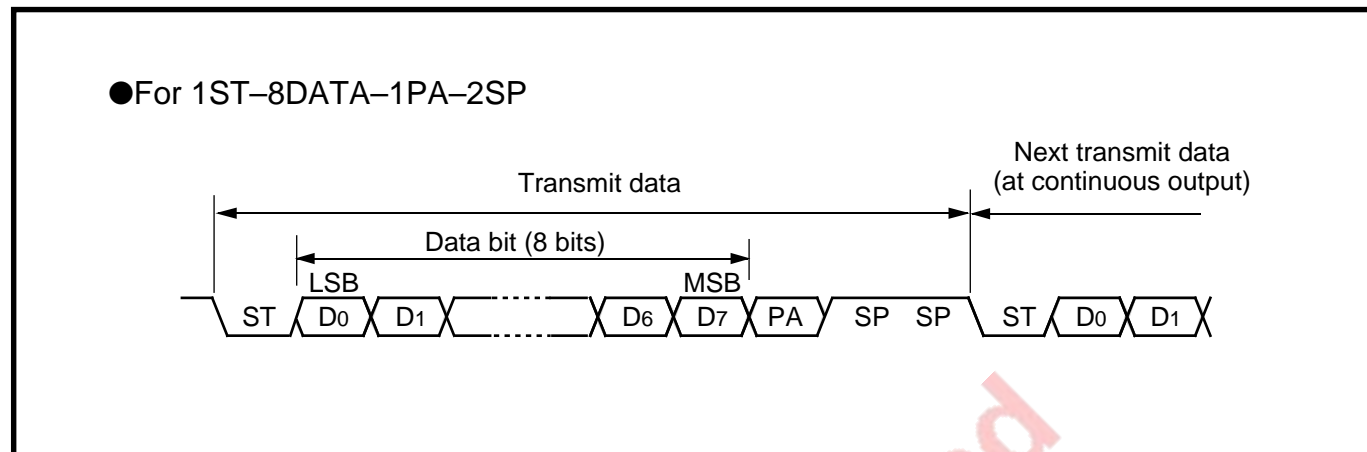 ●For 1ST–8DATA–1PA–2SP
Next transmit data
(at continuous output)
Transmit data
Data bit (8 bits)
LSB MSB
ST D0 D1 D6 D7 PA SP SP ST D0 D1